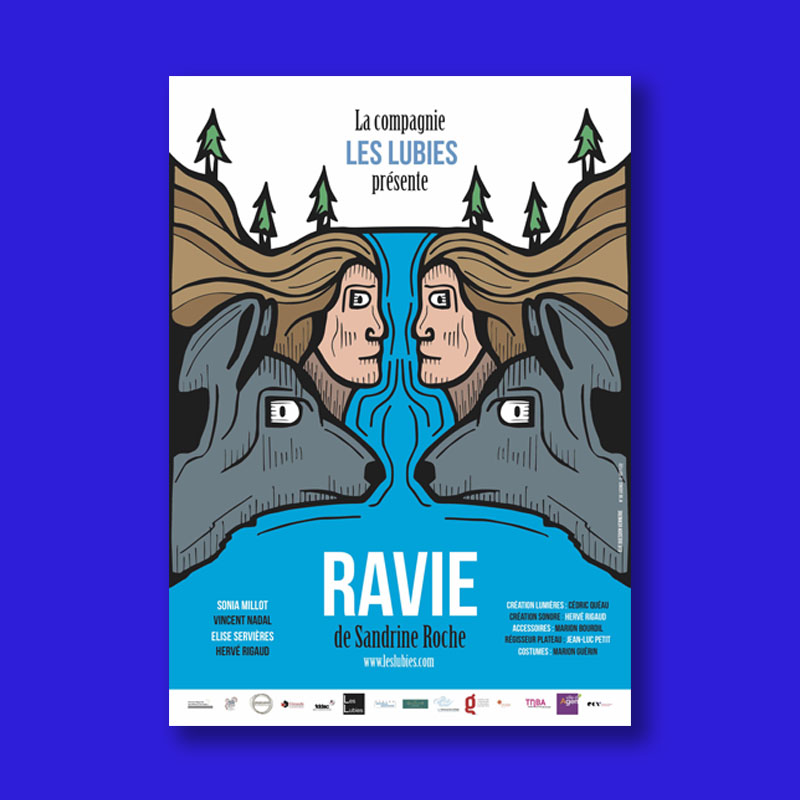 La compagnie
LES LUBIES
présente
RAVIE
de Sandrine Roche
www.leslubies.com
SONIA MILLOT
VINCENT NADAL
ELISE SERVIÈRES
HERVÉ RIGAUD
CRÉATION LUMIÈRES : CÉDRIC QUÉAU
CRÉATION SONORE : HERVÉ RIGAUD
ACCESSOIRES : MARION BOURDIL
RÉGISSEUR PLATEAU : JEAN-LUC PETIT
COSTUMES : MARION GUÉRIN
Les
Lubies
TnBA
Agen